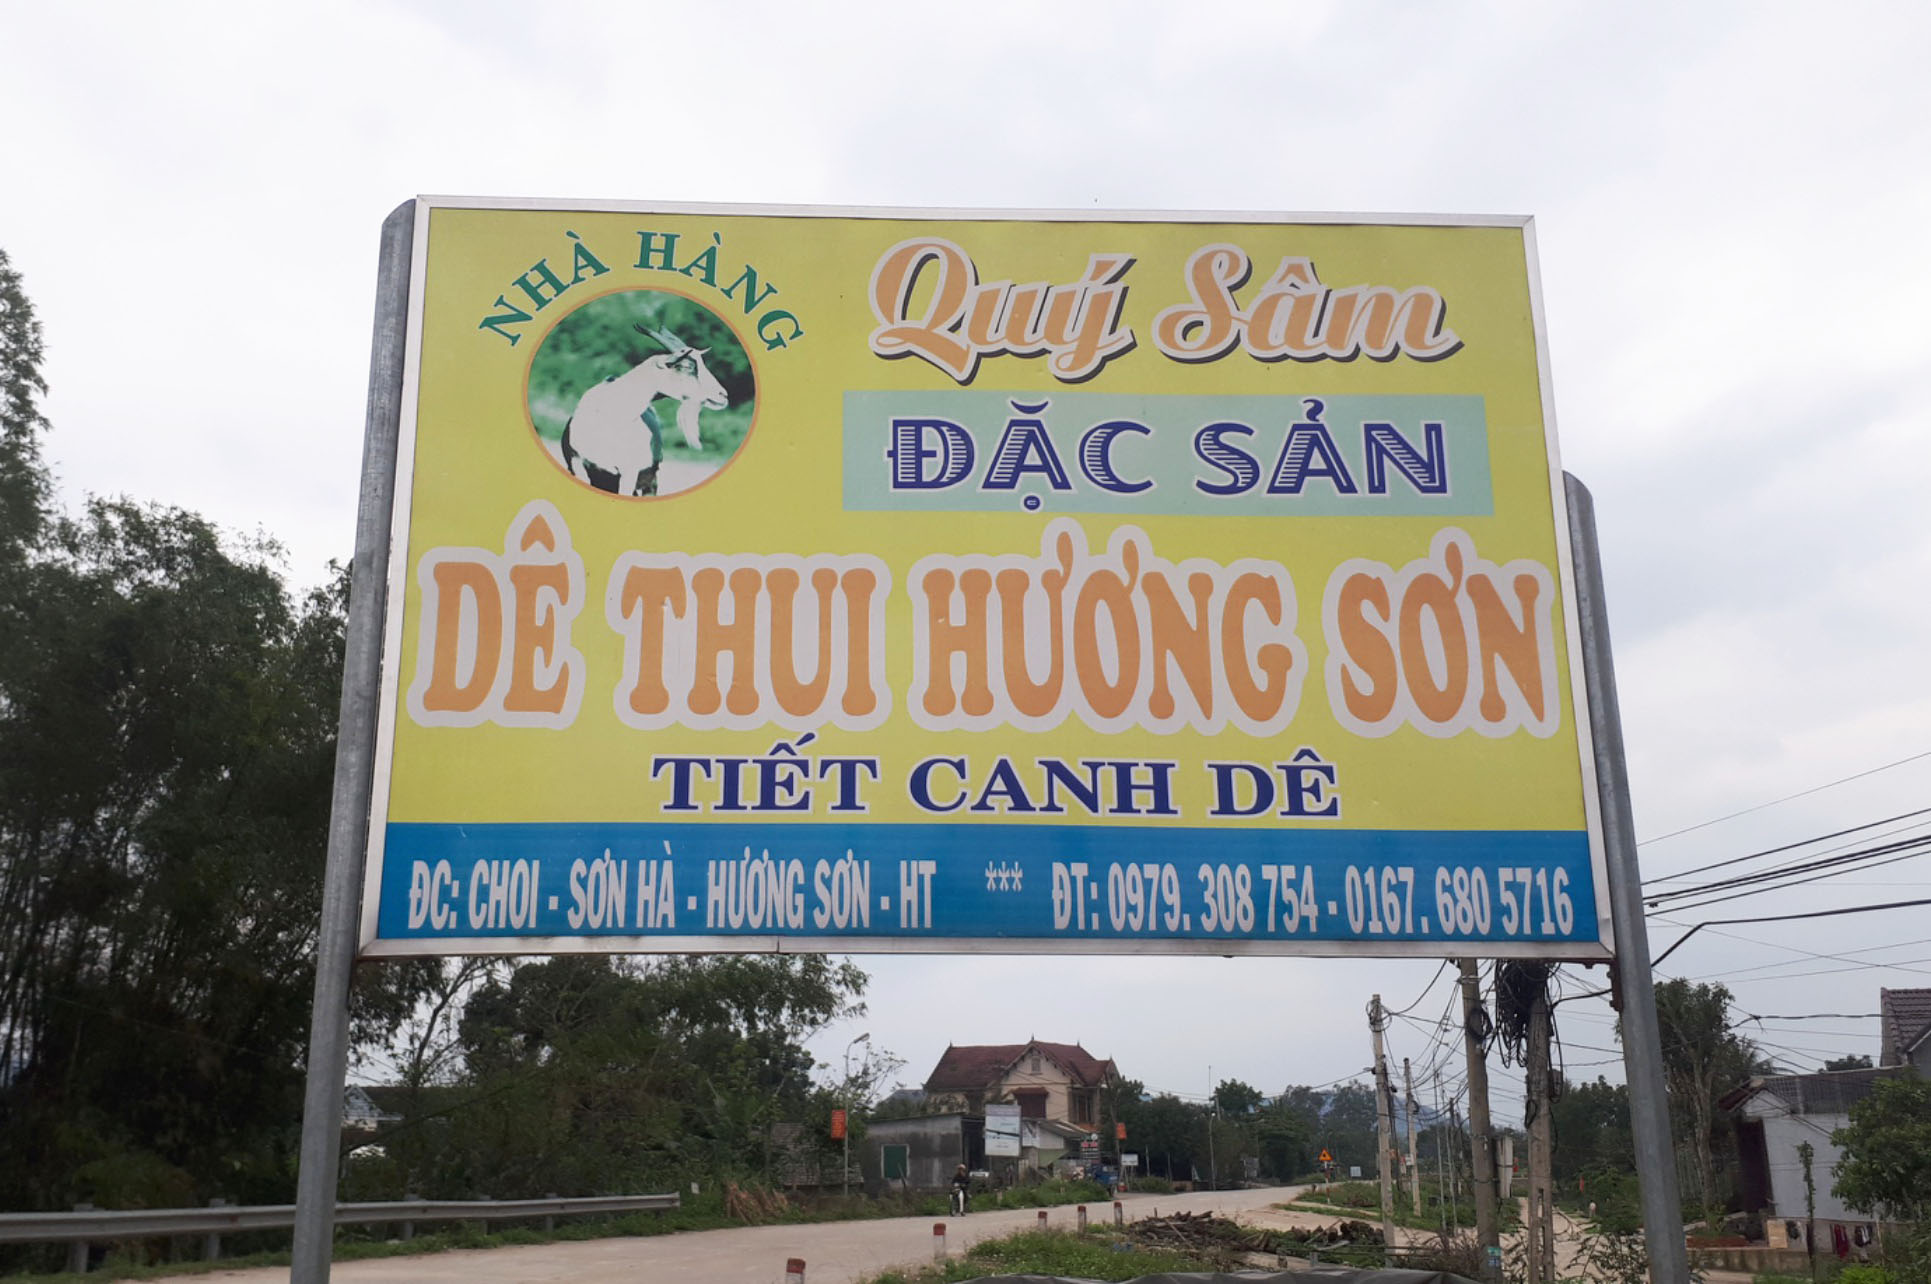 NHÀ HÀNG
Quý Sâm
ĐẶC SẢN
DÊ THUI HƯƠNG SƠN
TIẾT CANH DÊ
ĐC: CHOI - SƠN HÀ - HƯƠNG SƠN - HT *** ĐT: 0979. 308 754 - 0167. 680 5716